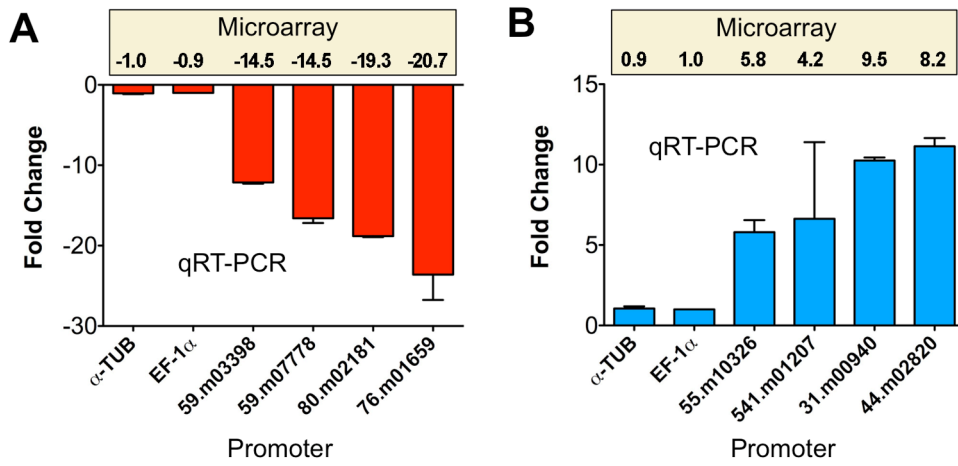 A
Microarray
-1.0 -0.9 -14.5 -14.5 -19.3 -20.7
0
-10
-20
-30
Fold Change
qRT-PCR
α-TUB
EF-1α
59.m03398
59.m07778
80.m02181
76.m01659
Promoter
B
Microarray
0.9 1.0 5.8 4.2 9.5 8.2
15
10
5
0
Fold Change
qRT-PCR
α-TUB
EF-1α
55.m10326
541.m01207
31.m00940
44.m02820
Promoter